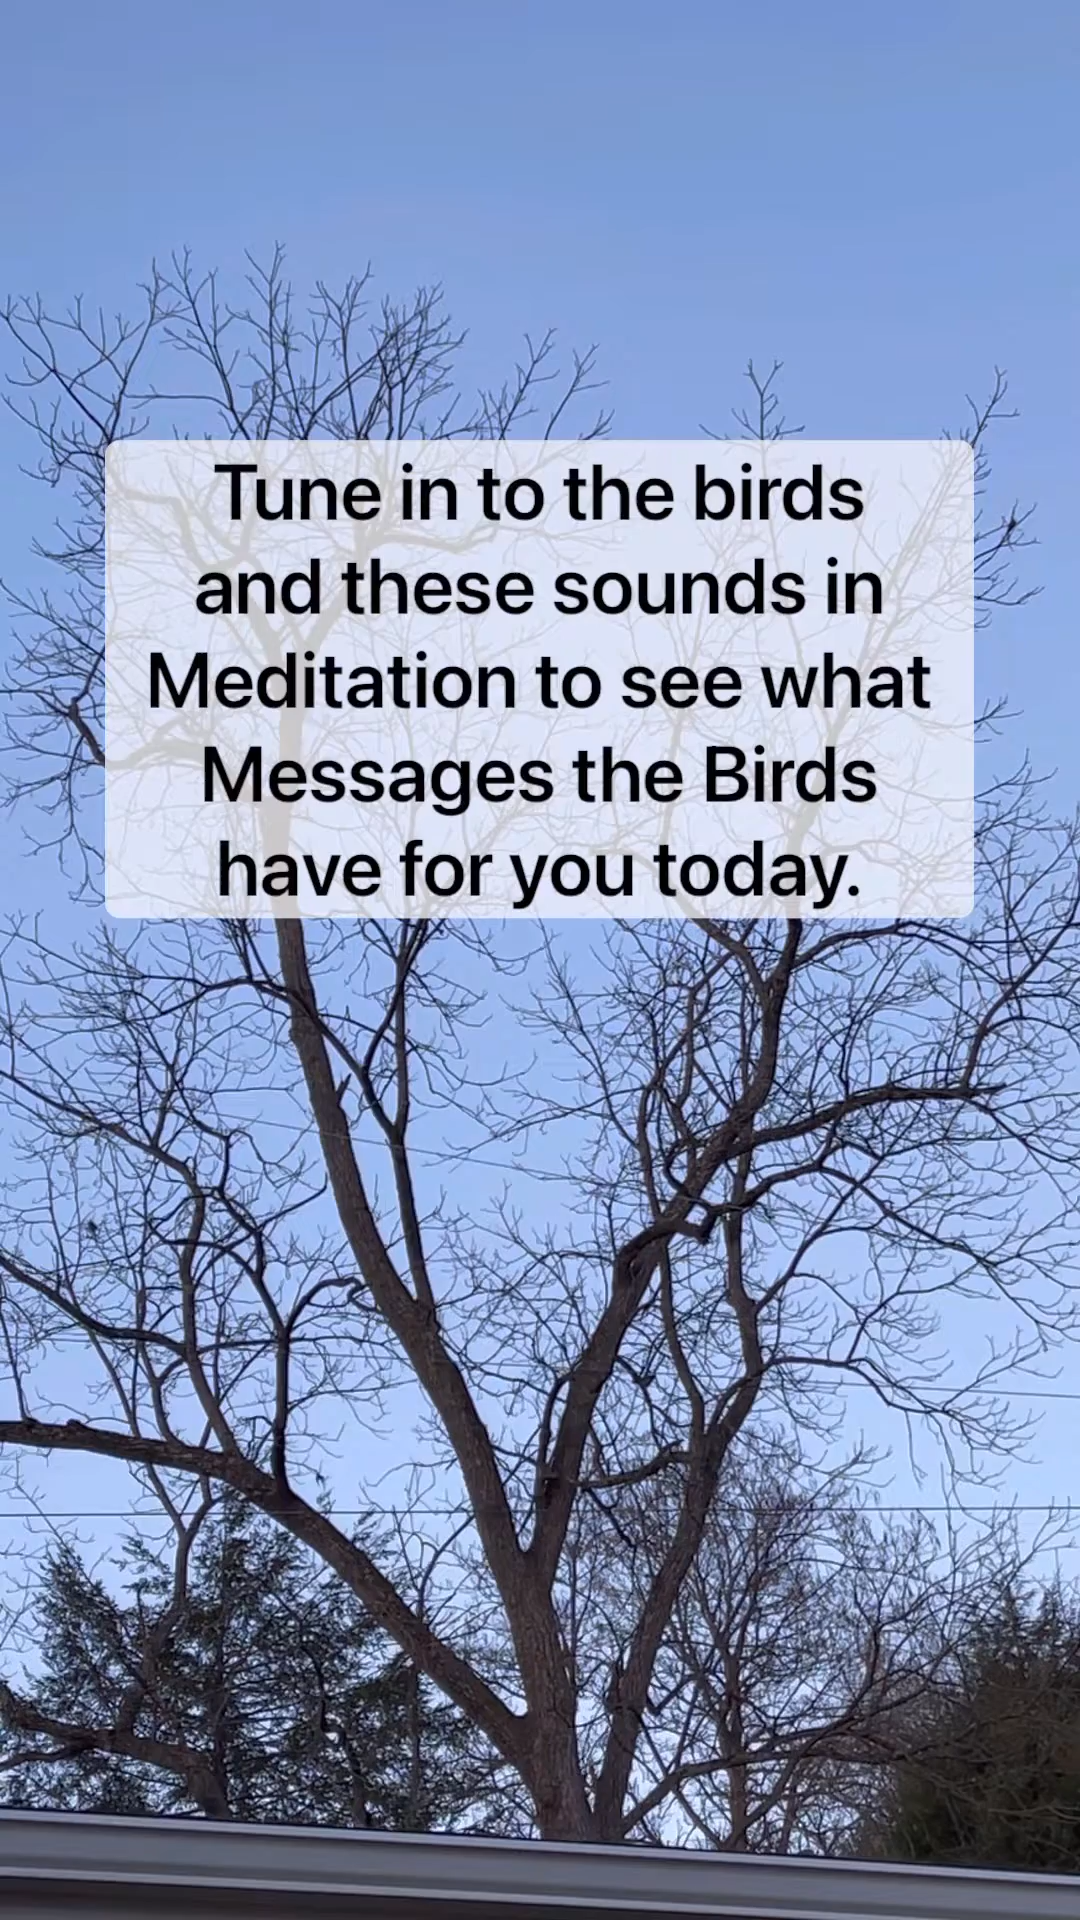 Tune in to the birds
and these sounds in
Meditation to see what
Messages the Birds
have for you today.